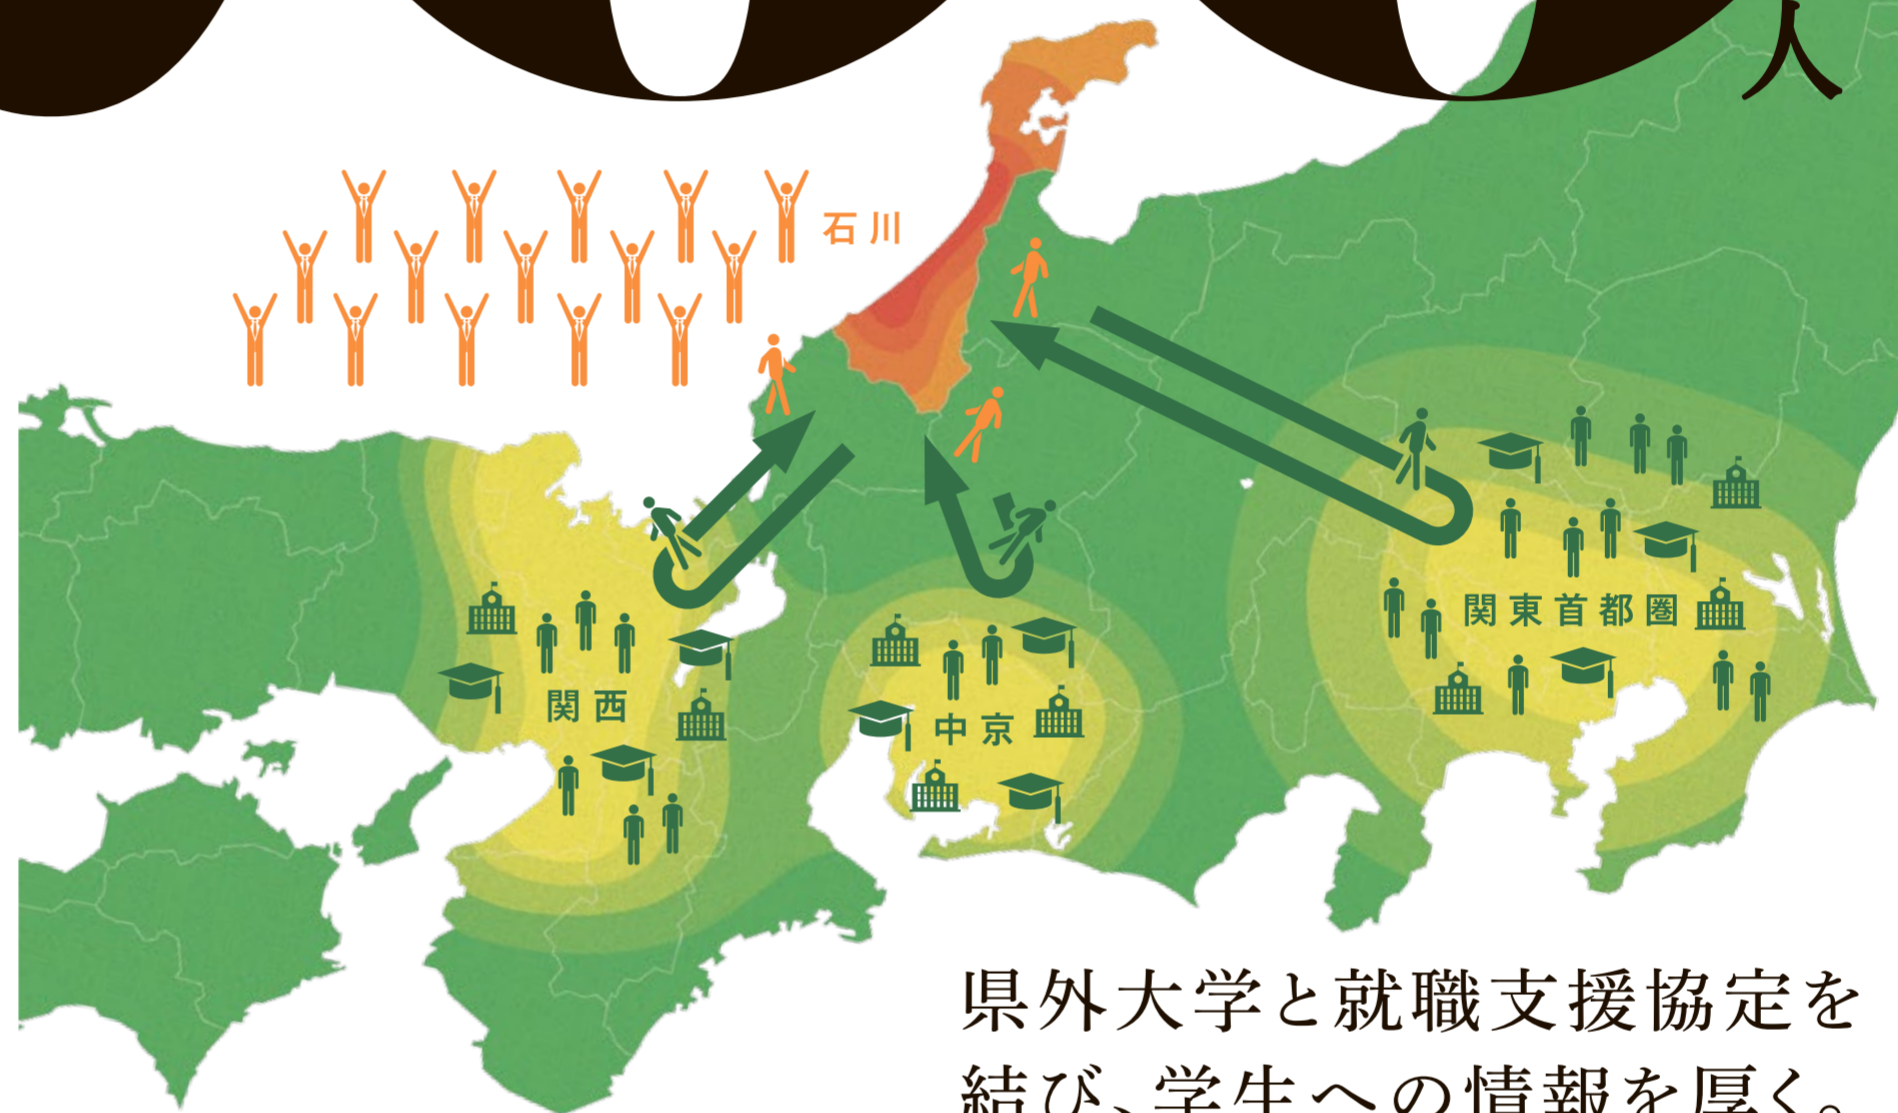 人
石川
関東首都圏
関西
中京
県外大学と就職支援協定を
結び、学生への情報を厚く。